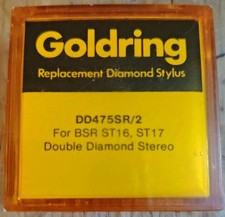 Goldring
Replacement Diamond Stylus
DD475SR/2
For BSR ST16, ST17
Double Diamond Stereo